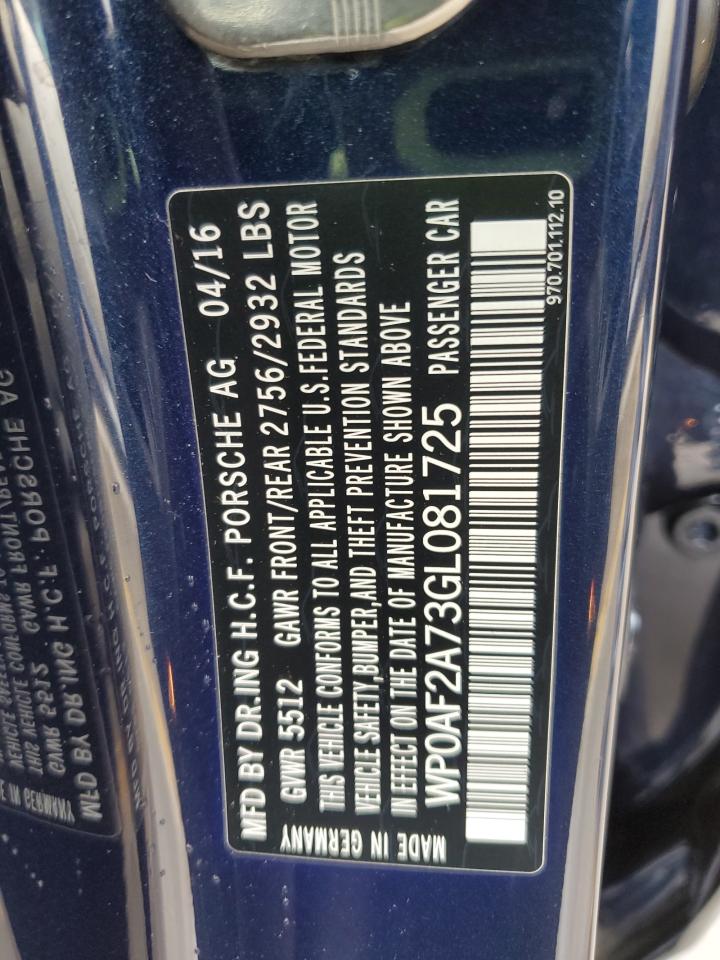 MFD BY DR.ING H.C.F. PORSCHE AG 04/16
GVWR 5512 GAWR FRONT/REAR 2756/2932 LBS
THIS VEHICLE CONFORMS TO ALL APPLICABLE U.S.FEDERAL MOTOR
VEHICLE SAFETY,BUMPER,AND THEFT PREVENTION STANDARDS
IN EFFECT ON THE DATE OF MANUFACTURE SHOWN ABOVE
WP0AF2A73GL081725 PASSENGER CAR
MADE IN GERMANY
970.701.112.10